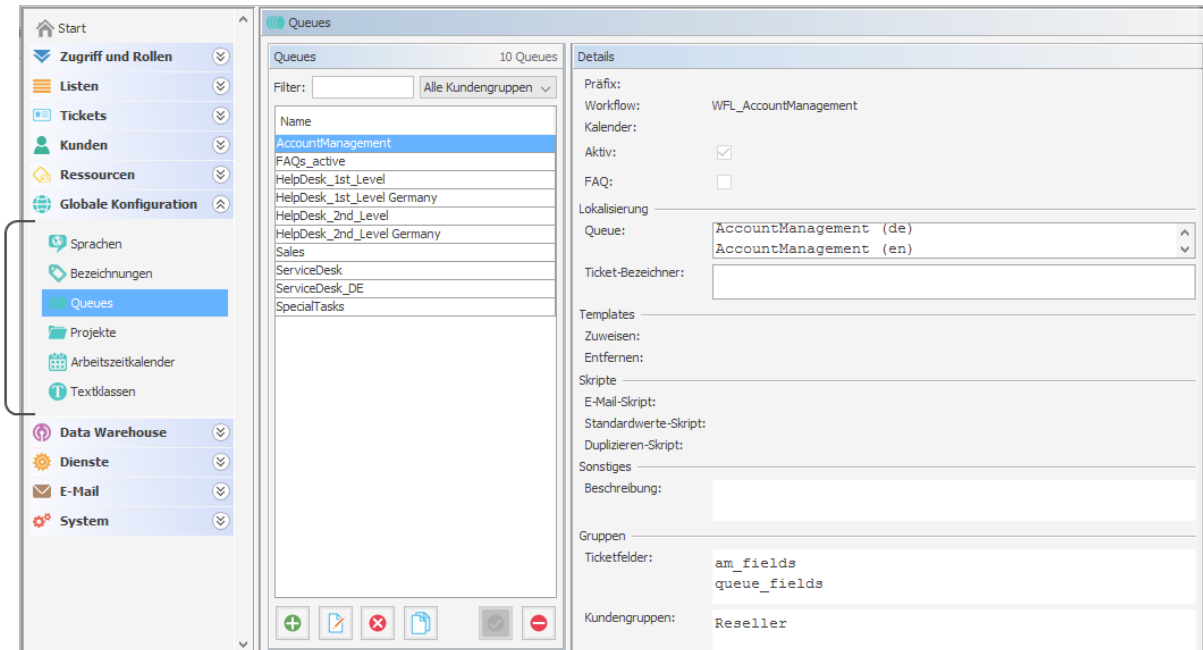 Start
Zugriff und Rollen
Listen
Tickets
Kunden
Ressourcen
Globale Konfiguration
Sprachen
Bezeichnungen
Queues
Projekte
Arbeitszeitkalender
Textklassen
Data Warehouse
Dienste
E-Mail
System
Queues
Queues 10 Queues
Filter: Alle Kundengruppen
Name
AccountManagement
FAQs_active
HelpDesk_1st_Level
HelpDesk_1st_Level Germany
HelpDesk_2nd_Level
HelpDesk_2nd_Level Germany
Sales
ServiceDesk
ServiceDesk_DE
SpecialTasks
Details
Präfix:
Workflow: WFL_AccountManagement
Kalender:
Aktiv:
FAQ:
Lokalisierung
Queue: AccountManagement (de)
AccountManagement (en)
Ticket-Bezeichner:
Templates
Zuweisen:
Entfernen:
Skripte
E-Mail-Skript:
Standardwerte-Skript:
Duplizieren-Skript:
Sonstiges
Beschreibung:
Gruppen
Ticketfelder: am_fields
queue_fields
Kundengruppen: Reseller